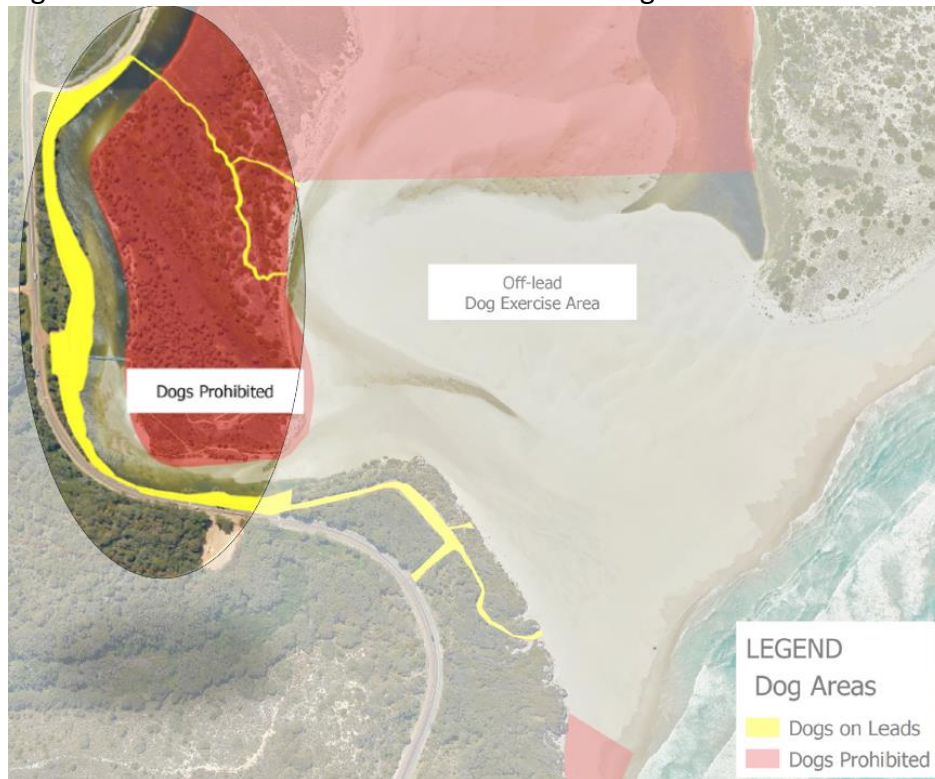 Off-lead
Dog Exercise Area
Dogs Prohibited
LEGEND
Dog Areas
Dogs on Leads
Dogs Prohibited